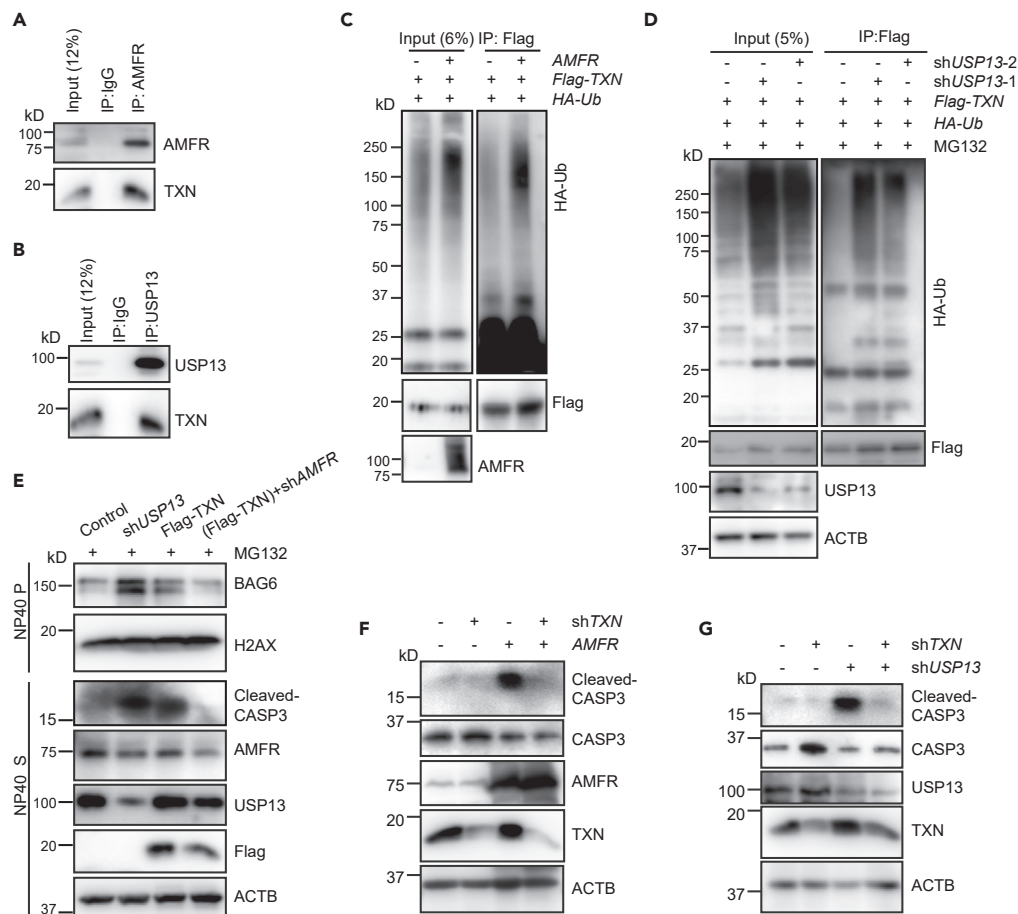 A
Input (12%)
IP:IgG
IP: AMFR
kD
100
75
AMFR
20
TXN
B
Input (12%)
IP:IgG
IP:USP13
kD
100
USP13
20
TXN
C
Input (6%) IP: Flag
- + - + AMFR
+ + + + Flag-TXN
+ + + + HA-Ub
kD
250
150
100
75
50
37
25
20
HA-Ub
20
Flag
100
75
AMFR
D
Input (5%) IP:Flag
- - + - - + shUSP13-2
- + - - + - shUSP13-1
+ + + + + + Flag-TXN
+ + + + + + HA-Ub
+ + + + + + MG132
kD
250
150
100
75
50
37
25
20
HA-Ub
20
Flag
100
USP13
37
ACTB
E
Control
shUSP13
Flag-TXN
(Flag-TXN)+shAMFR
kD + + + + MG132
NP40 P
150
BAG6
20
H2AX
NP40 S
15
Cleaved-
CASP3
75
AMFR
100
USP13
20
Flag
37
ACTB
F
- + - + shTXN
- - + + AMFR
kD
15
Cleaved-
CASP3
37
CASP3
75
AMFR
20
TXN
37
ACTB
G
- + - + shTXN
- - + + shUSP13
kD
15
Cleaved-
CASP3
37
CASP3
100
USP13
20
TXN
37
ACTB